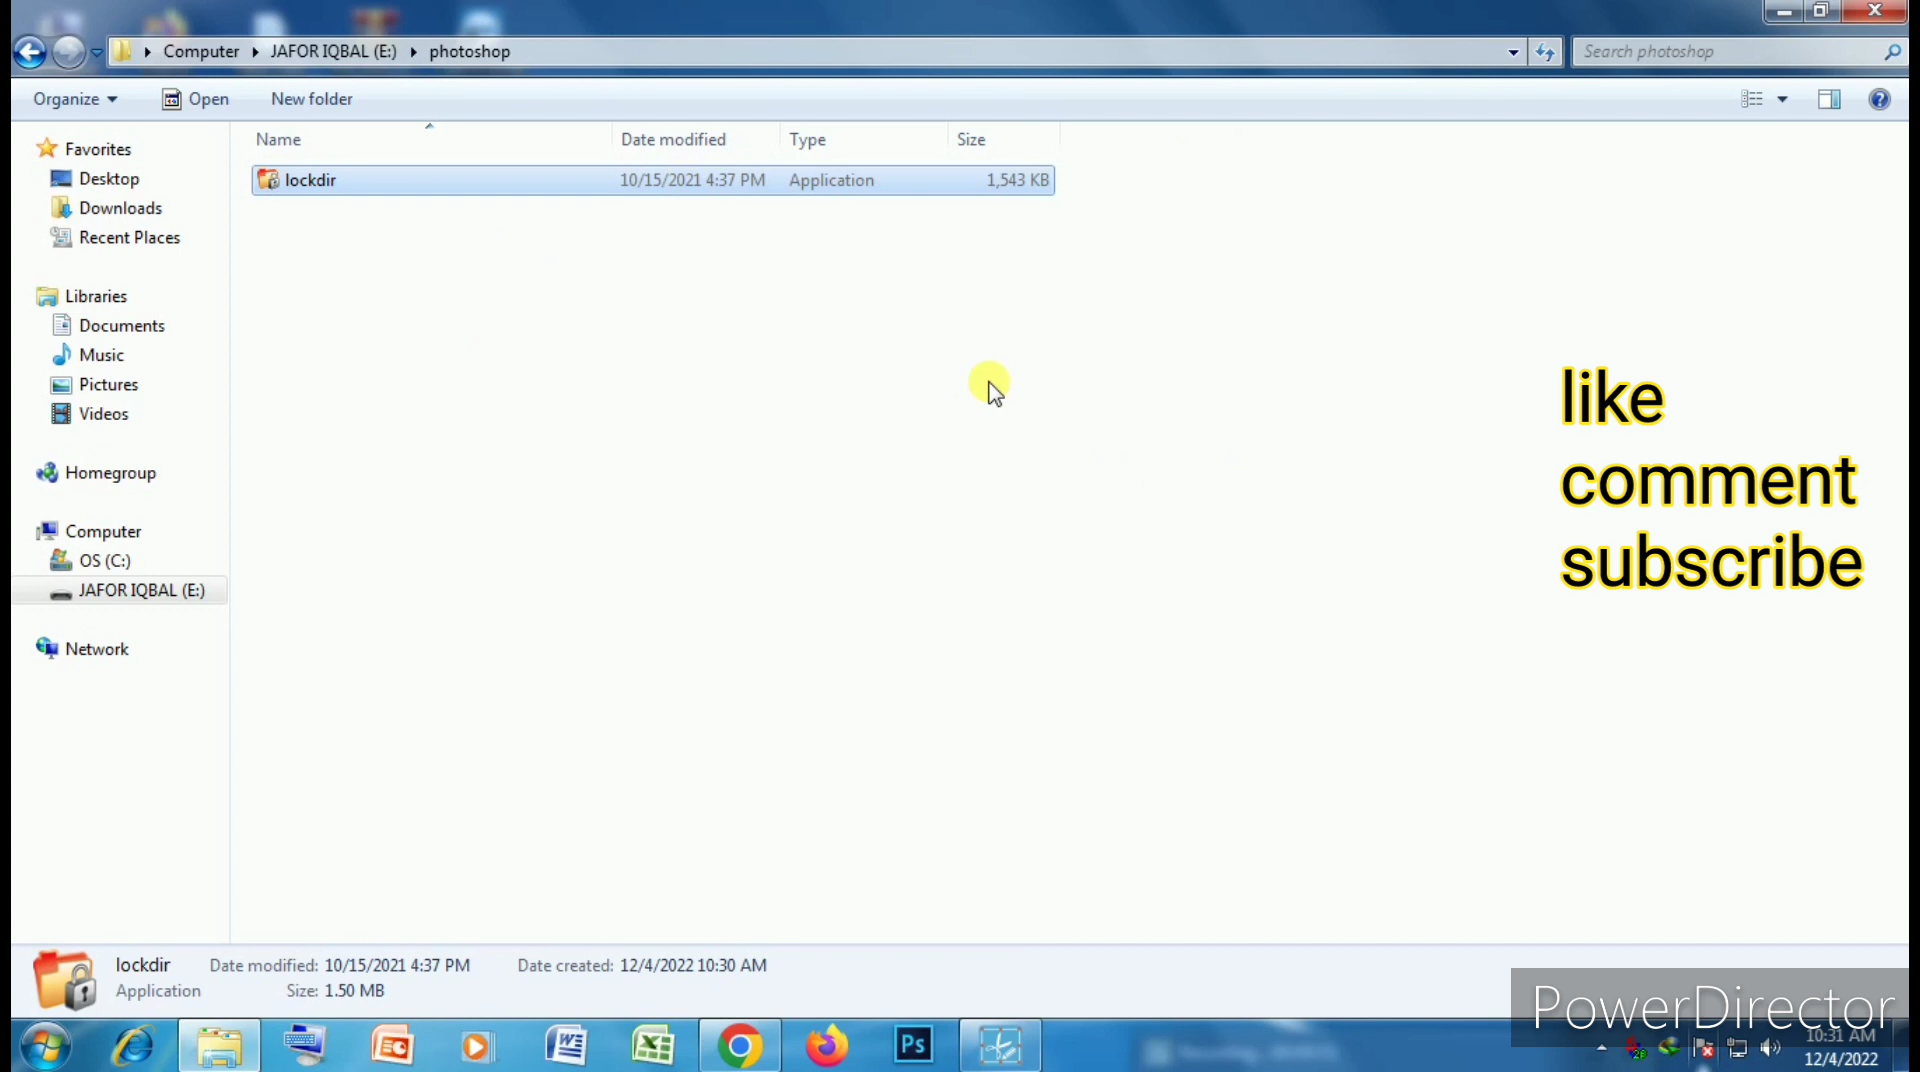 Computer JAFOR IQBAL (E:) photoshop
Search photoshop
Organize Open New folder
Name Date modified Type Size
lockdir 10/15/2021 4:37 PM Application 1,543 KB
Favorites
Desktop
Downloads
Recent Places
Libraries
Documents
Music
Pictures
Videos
Homegroup
Computer
OS (C:)
JAFOR IQBAL (E:)
Network
like
comment
subscribe
lockdir Date modified: 10/15/2021 4:37 PM Date created: 12/4/2022 10:30 AM
Application Size: 1.50 MB
PowerDirector
Ps
10:31 AM
12/4/2022